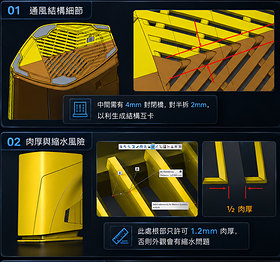 01 通風結構細節
中間需有 4mm 封閉橋，對半拆 2mm，
以利生成結構互卡
02 肉厚與縮水風險
½ 肉厚
此處根部只許可 1.2mm 肉厚，
否則外觀會有縮水問題